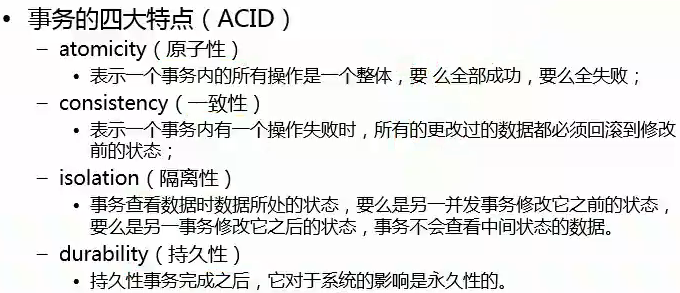 • 事务的四大特点（ACID）
– atomicity（原子性）
• 表示一个事务内的所有操作是一个整体，要 么全部成功，要么全失败；
– consistency（一致性）
• 表示一个事务内有一个操作失败时，所有的更改过的数据都必须回滚到修改
前的状态；
– isolation（隔离性）
• 事务查看数据时数据所处的状态，要么是另一并发事务修改它之前的状态，
要么是另一事务修改它之后的状态，事务不会查看中间状态的数据。
– durability（持久性）
• 持久性事务完成之后，它对于系统的影响是永久性的。